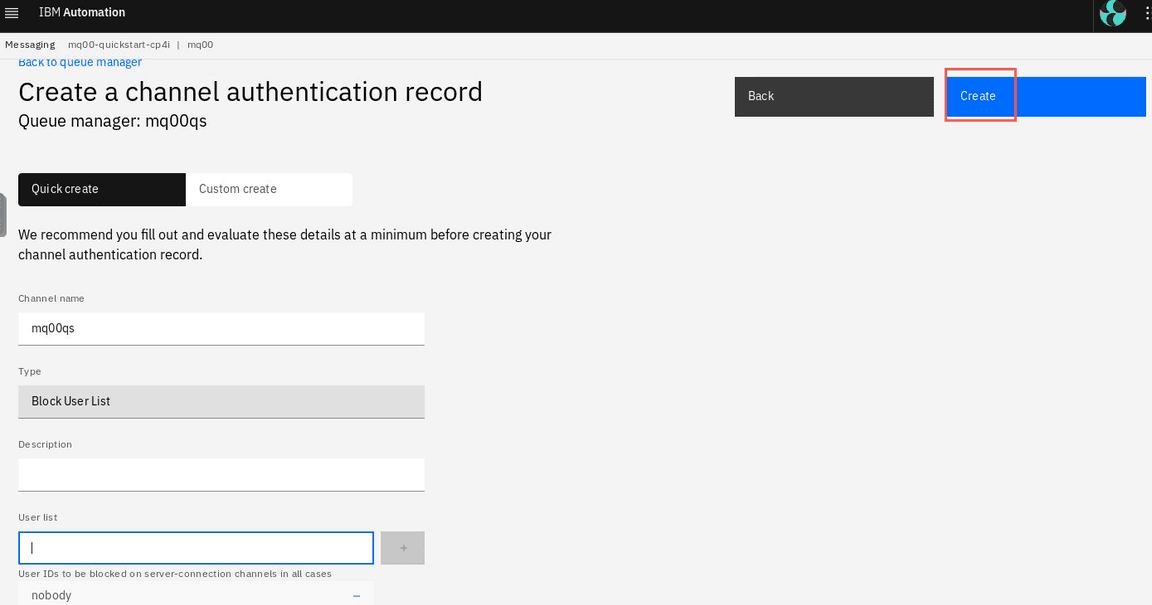 IBM Automation
Messaging mq00-quickstart-cp4i | mq00
Back to queue manager
Create a channel authentication record
Back
Create
Queue manager: mq00qs
Quick create
Custom create
We recommend you fill out and evaluate these details at a minimum before creating your
channel authentication record.
Channel name
mq00qs
Type
Block User List
Description
User list
User IDs to be blocked on server-connection channels in all cases
nobody